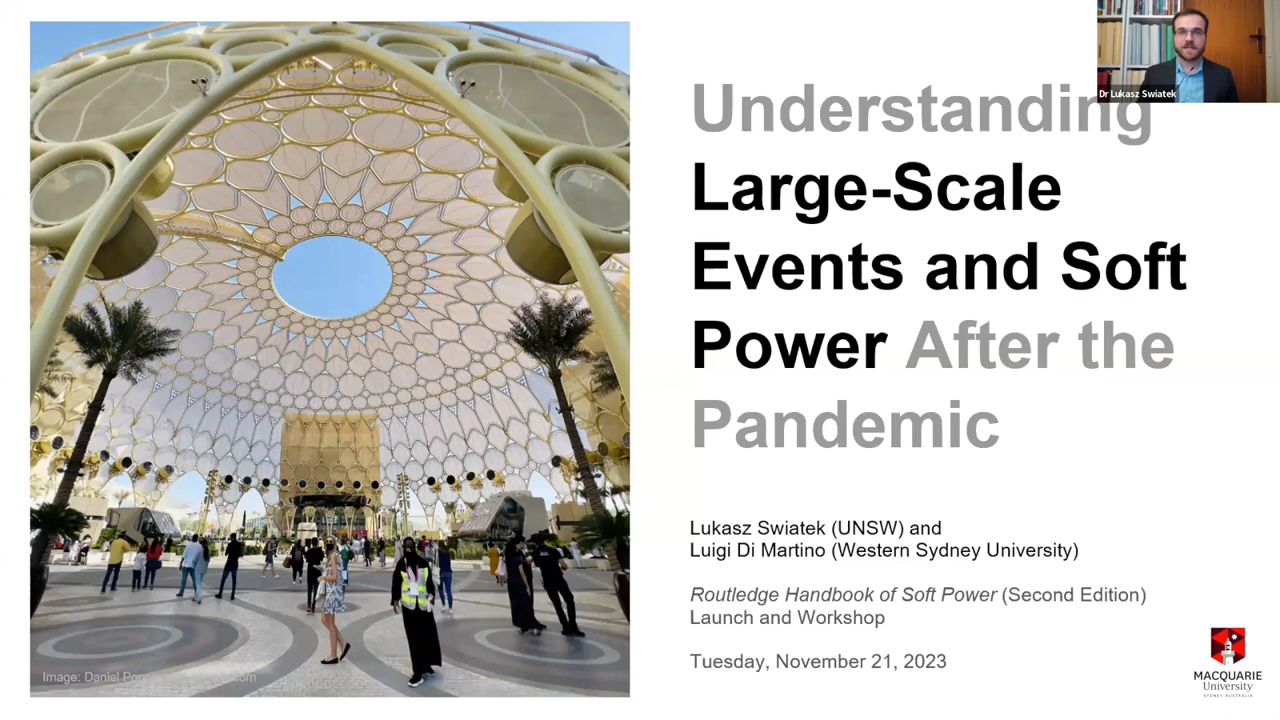 Dr Lukasz Swiatek
Understanding
Large-Scale
Events and Soft
Power After the
Pandemic
Lukasz Swiatek (UNSW) and
Luigi Di Martino (Western Sydney University)
Routledge Handbook of Soft Power (Second Edition)
Launch and Workshop
Tuesday, November 21, 2023
Image: Daniel
MACQUARIE
University
SYDNEY·AUSTRALIA